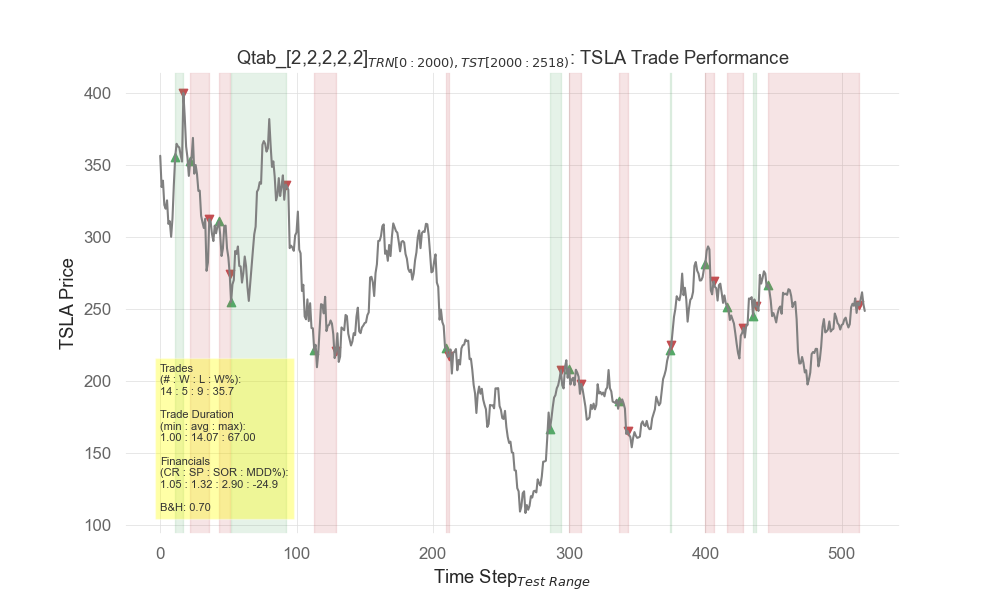 Qtab_[2,2,2,2,2]TRN[0 : 2000), TST[2000 : 2518): TSLA Trade Performance
TSLA Price
400
350
300
250
200
150
100
Trades
(# : W : L : W%):
14 : 5 : 9 : 35.7
Trade Duration
(min : avg : max):
1.00 : 14.07 : 67.00
Financials
(CR : SP : SOR : MDD%):
1.05 : 1.32 : 2.90 : -24.9
B&H: 0.70
0 100 200 300 400 500
Time StepTest Range